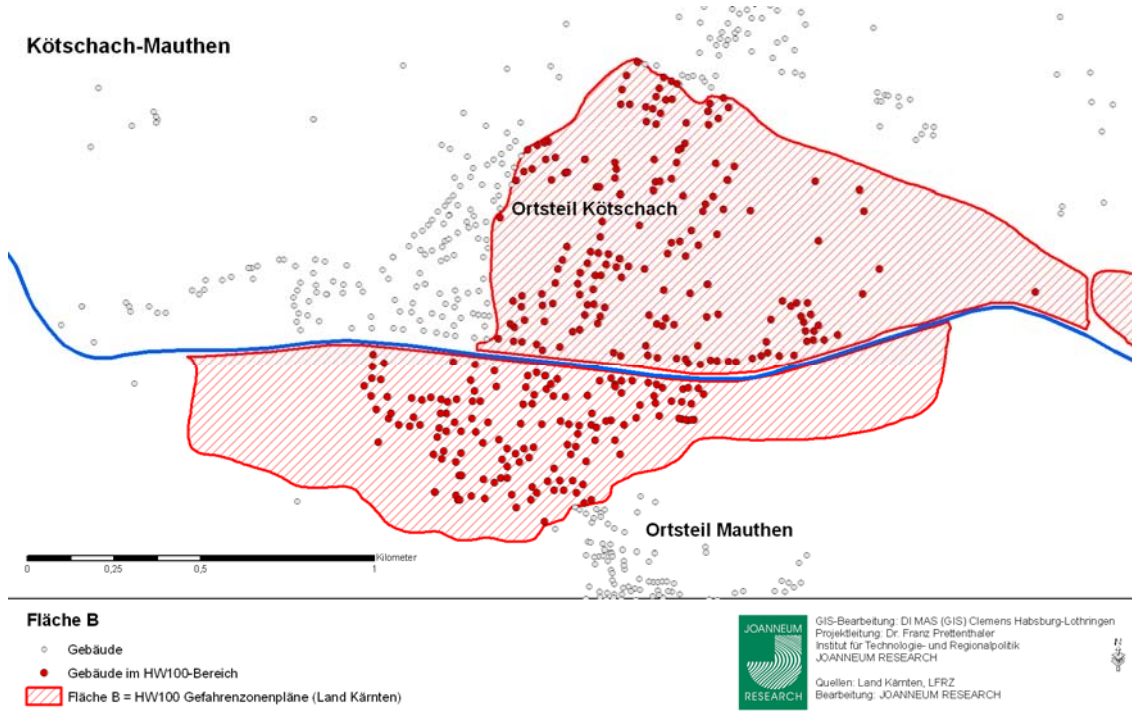 Kötschach-Mauthen
Ortsteil Kötschach
Ortsteil Mauthen
Kilometer
0 0,25 0,5 1
Fläche B
Gebäude
Gebäude im HW100-Bereich
Fläche B = HW100 Gefahrenzonenpläne (Land Kärnten)
JOANNEUM
RESEARCH
GIS-Bearbeitung: DI MAS (GIS) Clemens Habsburg-Lothringen
Projektleitung: Dr. Franz Prettenthaler
Institut für Technologie- und Regionalpolitik
JOANNEUM RESEARCH
Quellen: Land Kärnten, LFRZ
Bearbeitung: JOANNEUM RESEARCH